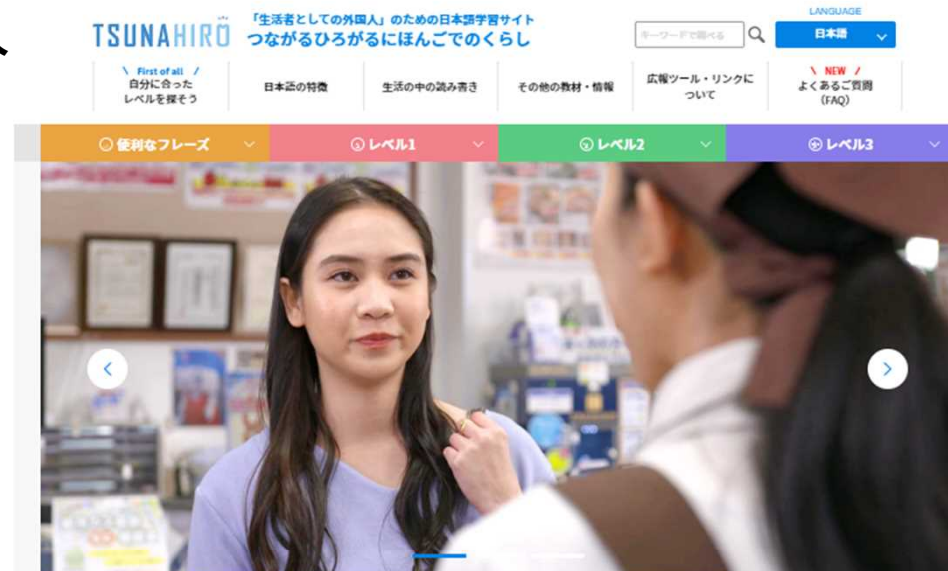 TSUNAHIRO
「生活者としての外国人」のための日本語学習サイト
つながるひろがるにほんごでのくらし
キーワードで調べる
LANGUAGE
日本語
\ First of all /
自分に合った
レベルを探そう
日本語の特徴
生活の中の読み書き
その他の教材・情報
広報ツール・リンクに
ついて
\ NEW /
よくあるご質問
(FAQ)
便利なフレーズ
レベル1
レベル2
レベル3